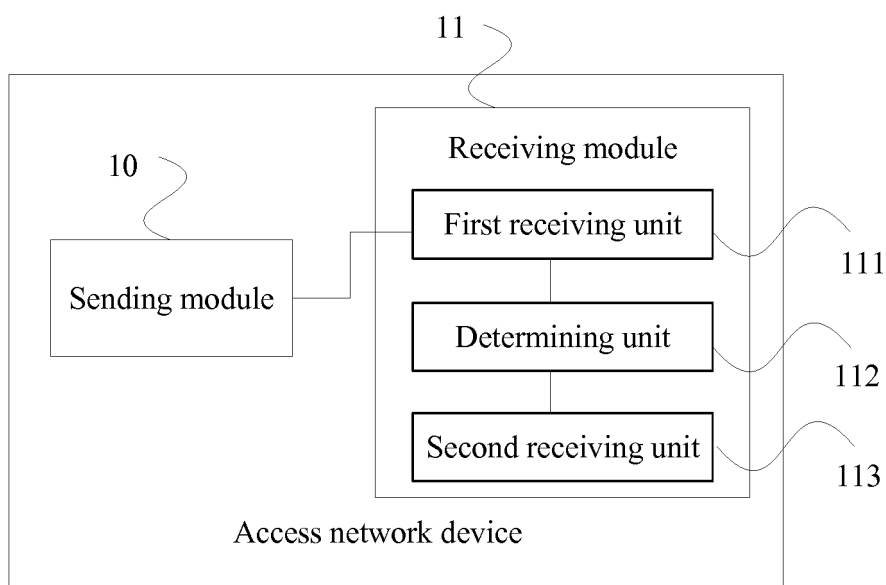 11
Receiving module
10
First receiving unit
111
Sending module
Determining unit
112
Second receiving unit
113
Access network device